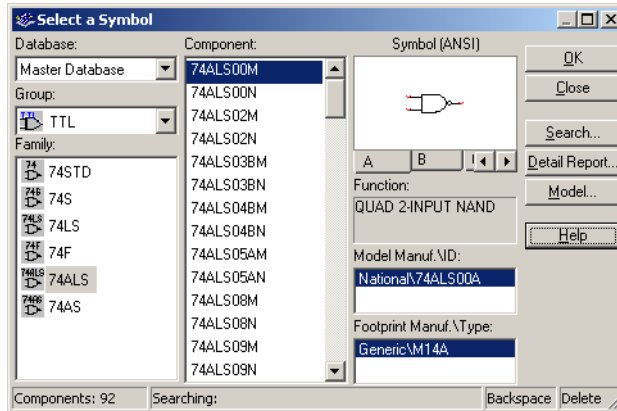 Select a Symbol
Database:
Master Database
Group:
TTL
Family:
74STD
74S
74LS
74F
74ALS
74AS
Component:
74ALS00M
74ALS00N
74ALS02M
74ALS02N
74ALS03BM
74ALS03BN
74ALS04BM
74ALS04BN
74ALS05AM
74ALS05AN
74ALS08M
74ALS08N
74ALS09M
74ALS09N
Symbol (ANSI)
A B
Function:
QUAD 2-INPUT NAND
Model Manuf.\ID:
National\74ALS00A
Footprint Manuf.\Type:
Generic\M14A
OK
Close
Search...
Detail Report...
Model...
Help
Components: 92 Searching: Backspace Delete